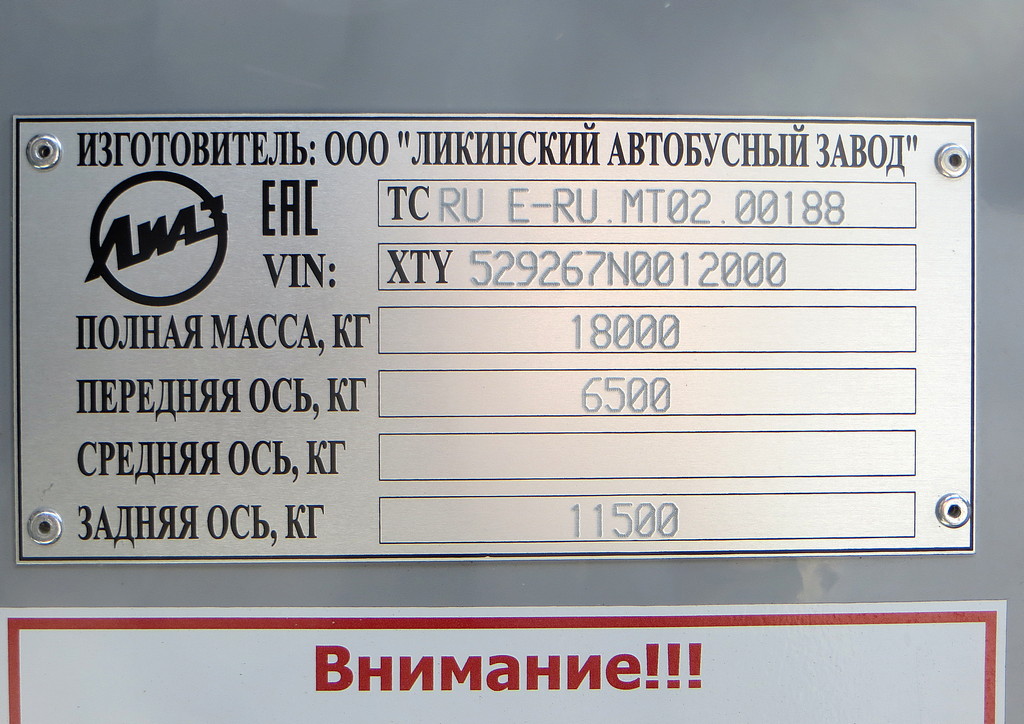 ИЗГОТОВИТЕЛЬ: ООО "ЛИКИНСКИЙ АВТОБУСНЫЙ ЗАВОД"
ЛИАЗ
ЕАС ТС RU E-RU.MT02.00188
VIN: XTY 529267N0012000
ПОЛНАЯ МАССА, КГ 18000
ПЕРЕДНЯЯ ОСЬ, КГ 6500
СРЕДНЯЯ ОСЬ, КГ
ЗАДНЯЯ ОСЬ, КГ 11500
Внимание!!!